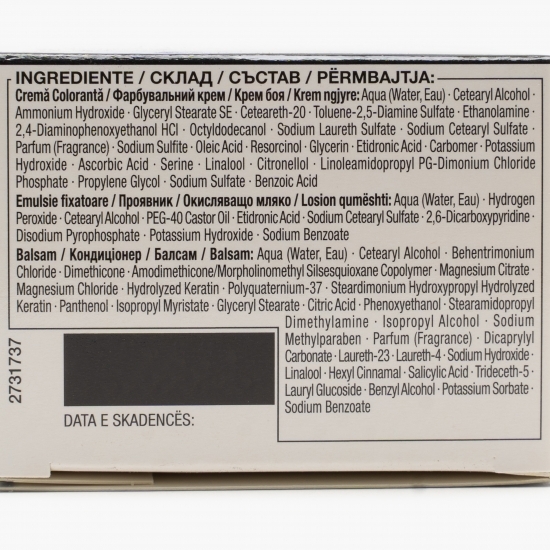 INGREDIENTE / СКЛАД / СЪСТАВ / PËRMBAJTJA:
Cremă Colorantă / Фарбувальний крем / Крем боя / Krem ngjyre: Aqua (Water, Eau) · Cetearyl Alcohol ·
Ammonium Hydroxide · Glyceryl Stearate SE · Ceteareth-20 · Toluene-2,5-Diamine Sulfate · Ethanolamine ·
2,4-Diaminophenoxyethanol HCl · Octyldodecanol · Sodium Laureth Sulfate · Sodium Cetearyl Sulfate ·
Parfum (Fragrance) · Sodium Sulfite · Oleic Acid · Resorcinol · Glycerin · Etidronic Acid · Carbomer · Potassium
Hydroxide · Ascorbic Acid · Serine · Linalool · Citronellol · Linoleamidopropyl PG-Dimonium Chloride
Phosphate · Propylene Glycol · Sodium Sulfate · Benzoic Acid
Emulsie fixatoare / Проявник / Окисляващо мляко / Losion qumështi: Aqua (Water, Eau) · Hydrogen
Peroxide · Cetearyl Alcohol · PEG-40 Castor Oil · Etidronic Acid · Sodium Cetearyl Sulfate · 2,6-Dicarboxypyridine ·
Disodium Pyrophosphate · Potassium Hydroxide · Sodium Benzoate
Balsam / Кондиціонер / Балсам / Balsam: Aqua (Water, Eau) · Cetearyl Alcohol · Behentrimonium
Chloride · Dimethicone · Amodimethicone/Morpholinomethyl Silsesquioxane Copolymer · Magnesium Citrate ·
Magnesium Chloride · Hydrolyzed Keratin · Polyquaternium-37 · Steardimonium Hydroxypropyl Hydrolyzed
Keratin · Panthenol · Isopropyl Myristate · Glyceryl Stearate · Citric Acid · Phenoxyethanol · Stearamidopropyl
Dimethylamine · Isopropyl Alcohol · Sodium
Methylparaben · Parfum (Fragrance) · Dicaprylyl
Carbonate · Laureth-23 · Laureth-4 · Sodium Hydroxide ·
Linalool · Hexyl Cinnamal · Salicylic Acid · Trideceth-5 ·
Lauryl Glucoside · Benzyl Alcohol · Potassium Sorbate ·
Sodium Benzoate
2731737
DATA E SKADENCËS: